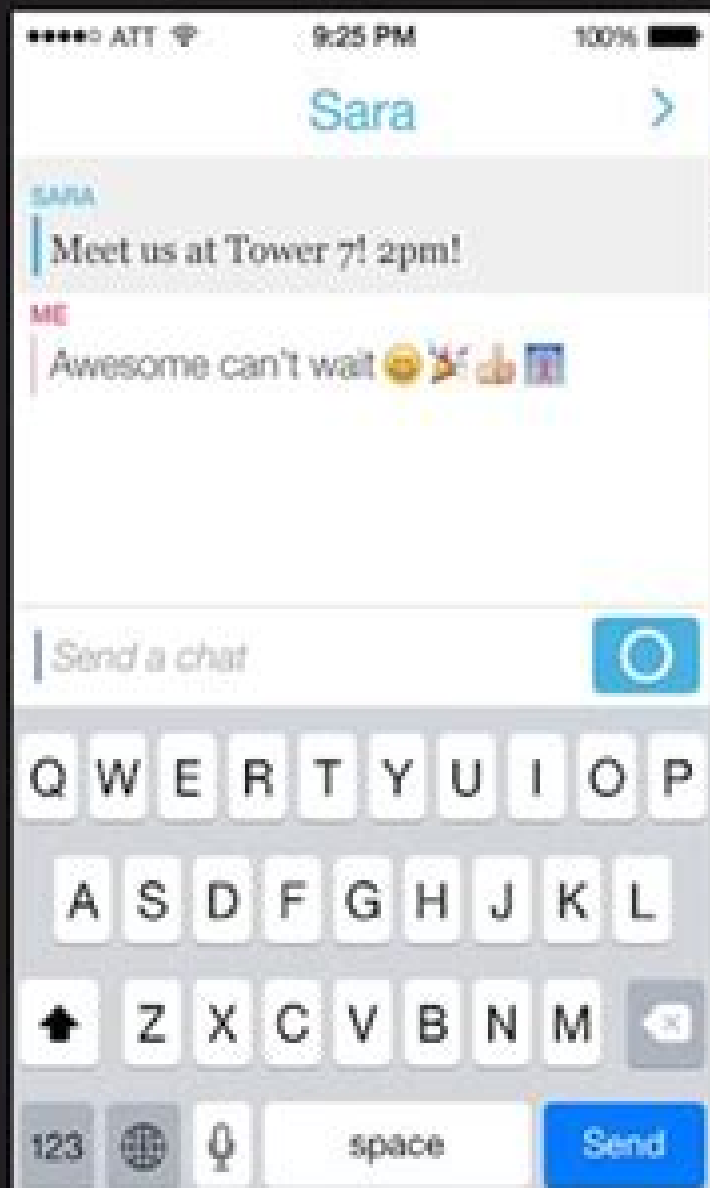 ATT 9:25 PM 100%
Sara
SARA
Meet us at Tower 7! 2pm!
ME
Awesome can't wait 😄🎉👍🎆
Send a chat
Q W E R T Y U I O P
A S D F G H J K L
Z X C V B N M
123 space Send